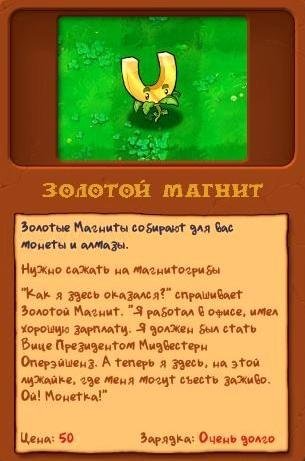 ЗОЛОТОЙ МАГНИТ
Золотые Магниты собирают для вас
монеты и алмазы.
Нужно сажать на магнитогрибы
"Как я здесь оказался?" спрашивает
Золотой Магнит. "Я работал в офисе, имел
хорошую зарплату. Я должен был стать
Вице Президентом Мидвестерн
Оперэйшенз. А теперь я здесь, на этой
лужайке, где меня могут съесть заживо.
Ой! Монетка!"
Цена: 50 Зарядка: Очень долго